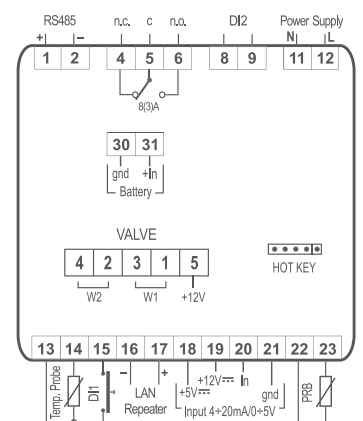 RS485 n.c. c n.o. DI2 Power Supply
+ – N L
1 2 4 5 6 8 9 11 12
8(3)A
30 31
gnd +In
Battery
VALVE
4 2 3 1 5
W2 W1 +12V
HOT KEY
13 14 15 16 17 18 19 20 21 22 23
Temp. Probe
DI1
– +
LAN
Repeater
+5V +12V In gnd
Input 4÷20mA/0÷5V
PRB